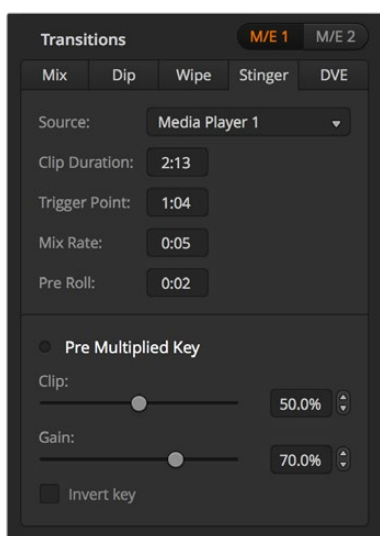 Transitions M/E 1 M/E 2
Mix Dip Wipe Stinger DVE
Source: Media Player 1
Clip Duration: 2:13
Trigger Point: 1:04
Mix Rate: 0:05
Pre Roll: 0:02
Pre Multiplied Key
Clip:
50.0%
Gain:
70.0%
Invert key